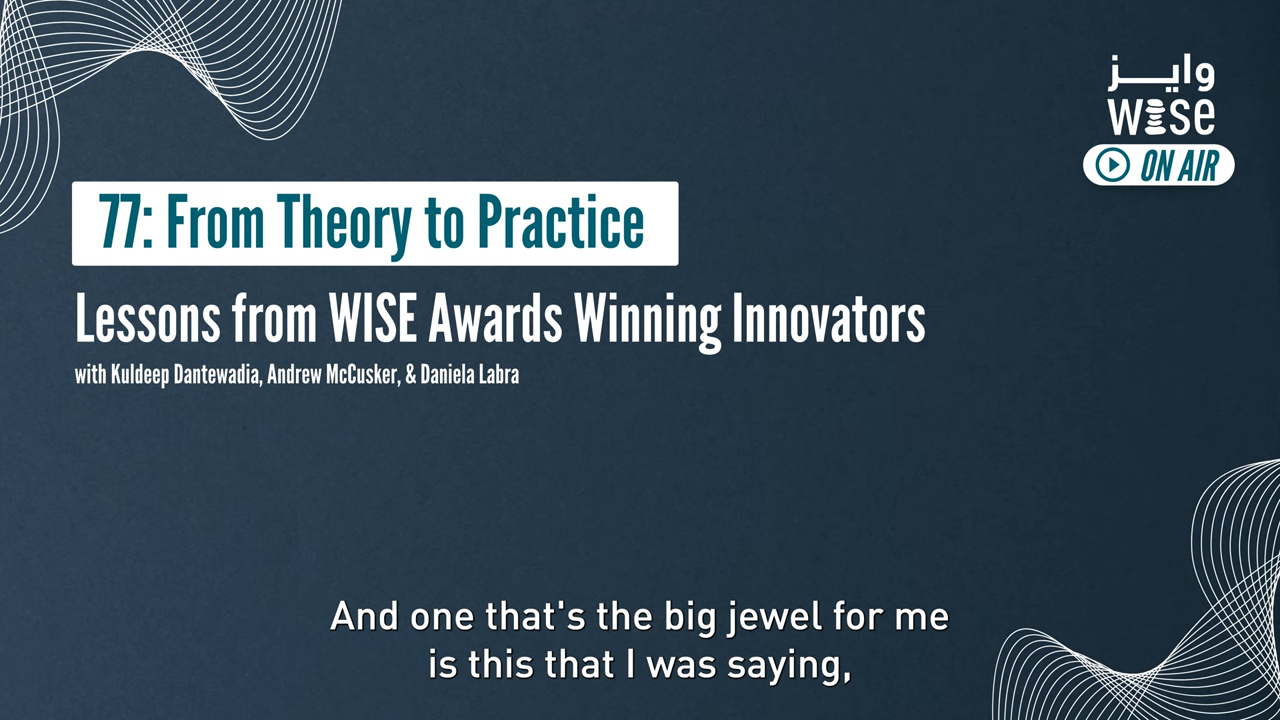 وايز
wise
ON AIR
77: From Theory to Practice
Lessons from WISE Awards Winning Innovators
with Kuldeep Dantewadia, Andrew McCusker, & Daniela Labra
And one that's the big jewel for me
is this that I was saying,